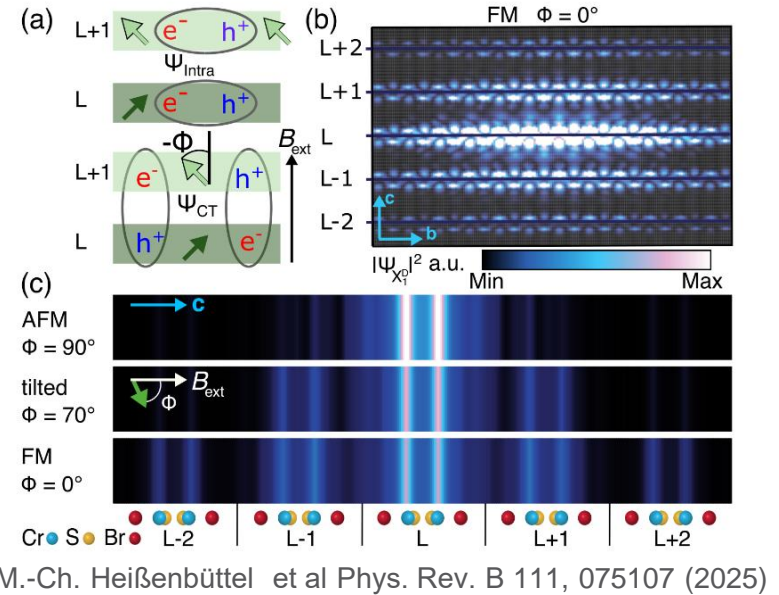 (a)
L+1 e⁻ h⁺
Ψ_Intra
L e⁻ h⁺
-Φ B_ext
L+1 e⁻ h⁺
Ψ_CT
L h⁺ e⁻
(b) FM Φ = 0°
L+2
L+1
L
L-1
L-2
c
b
|Ψ_X₁ᴰ|² a.u.
Min Max
(c)
AFM
Φ = 90°
c
tilted
Φ = 70°
B_ext
Φ
FM
Φ = 0°
Cr S Br L-2 L-1 L L+1 L+2
M.-Ch. Heißenbüttel et al Phys. Rev. B 111, 075107 (2025)